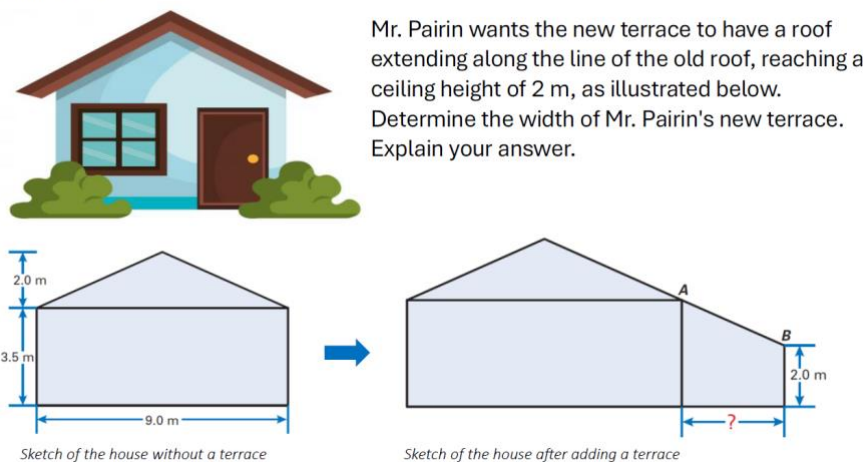 Mr. Pairin wants the new terrace to have a roof
extending along the line of the old roof, reaching a
ceiling height of 2 m, as illustrated below.
Determine the width of Mr. Pairin's new terrace.
Explain your answer.
2.0 m
3.5 m
9.0 m
A
B
2.0 m
?
Sketch of the house without a terrace
Sketch of the house after adding a terrace